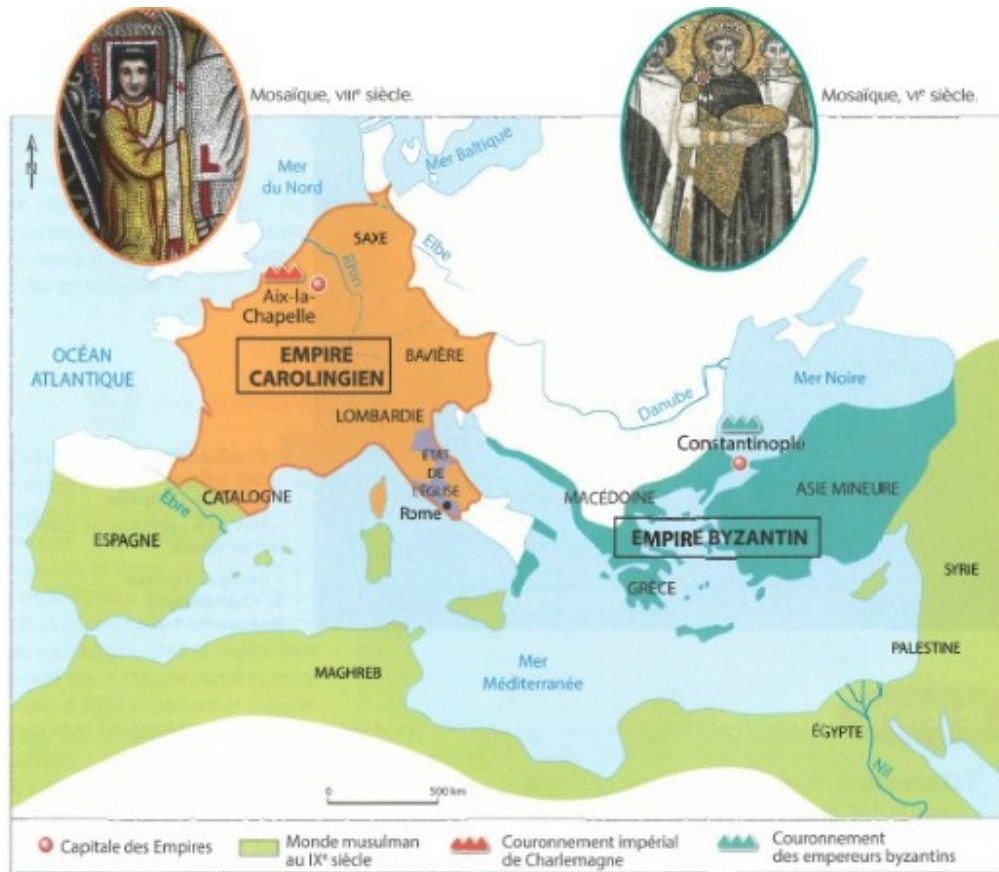 Mosaïque, VIIIᵉ siècle.
Mosaïque, VIᵉ siècle.
N
Mer
du Nord
Mer Baltique
SAXE
Elbe
Rhin
Aix-la-
Chapelle
OCÉAN
ATLANTIQUE
EMPIRE
CAROLINGIEN
BAVIÈRE
Mer Noire
Danube
LOMBARDIE
Constantinople
ÉTAT
DE
L'ÉGLISE
CATALOGNE
Èbre
Rome
MACÉDOINE
ASIE MINEURE
ESPAGNE
EMPIRE BYZANTIN
GRÈCE
SYRIE
PALESTINE
MAGHREB
Mer
Méditerranée
ÉGYPTE
Nil
0 500 km
Capitale des Empires
Monde musulman
au IXᵉ siècle
Couronnement impérial
de Charlemagne
Couronnement
des empereurs byzantins